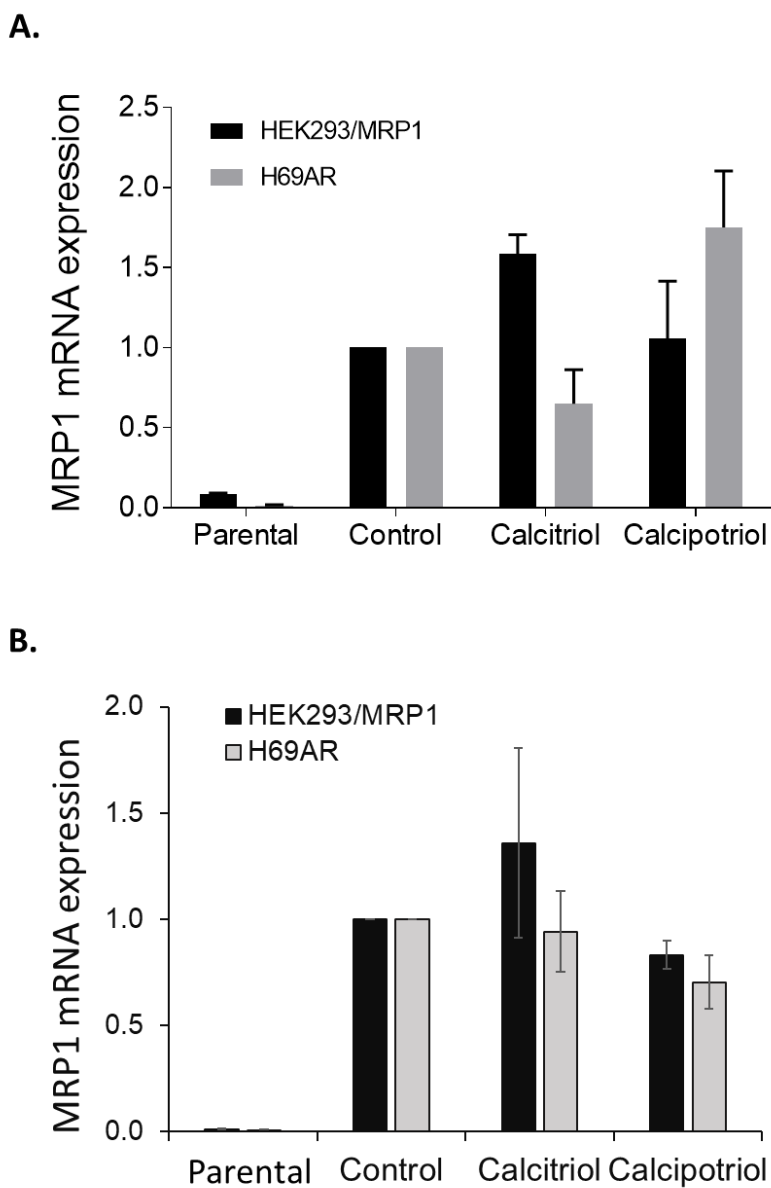 A.
MRP1 mRNA expression
2.5
2.0
1.5
1.0
0.5
0.0
HEK293/MRP1
H69AR
Parental Control Calcitriol Calcipotriol
B.
MRP1 mRNA expression
2.0
1.5
1.0
0.5
0.0
HEK293/MRP1
H69AR
Parental Control Calcitriol Calcipotriol